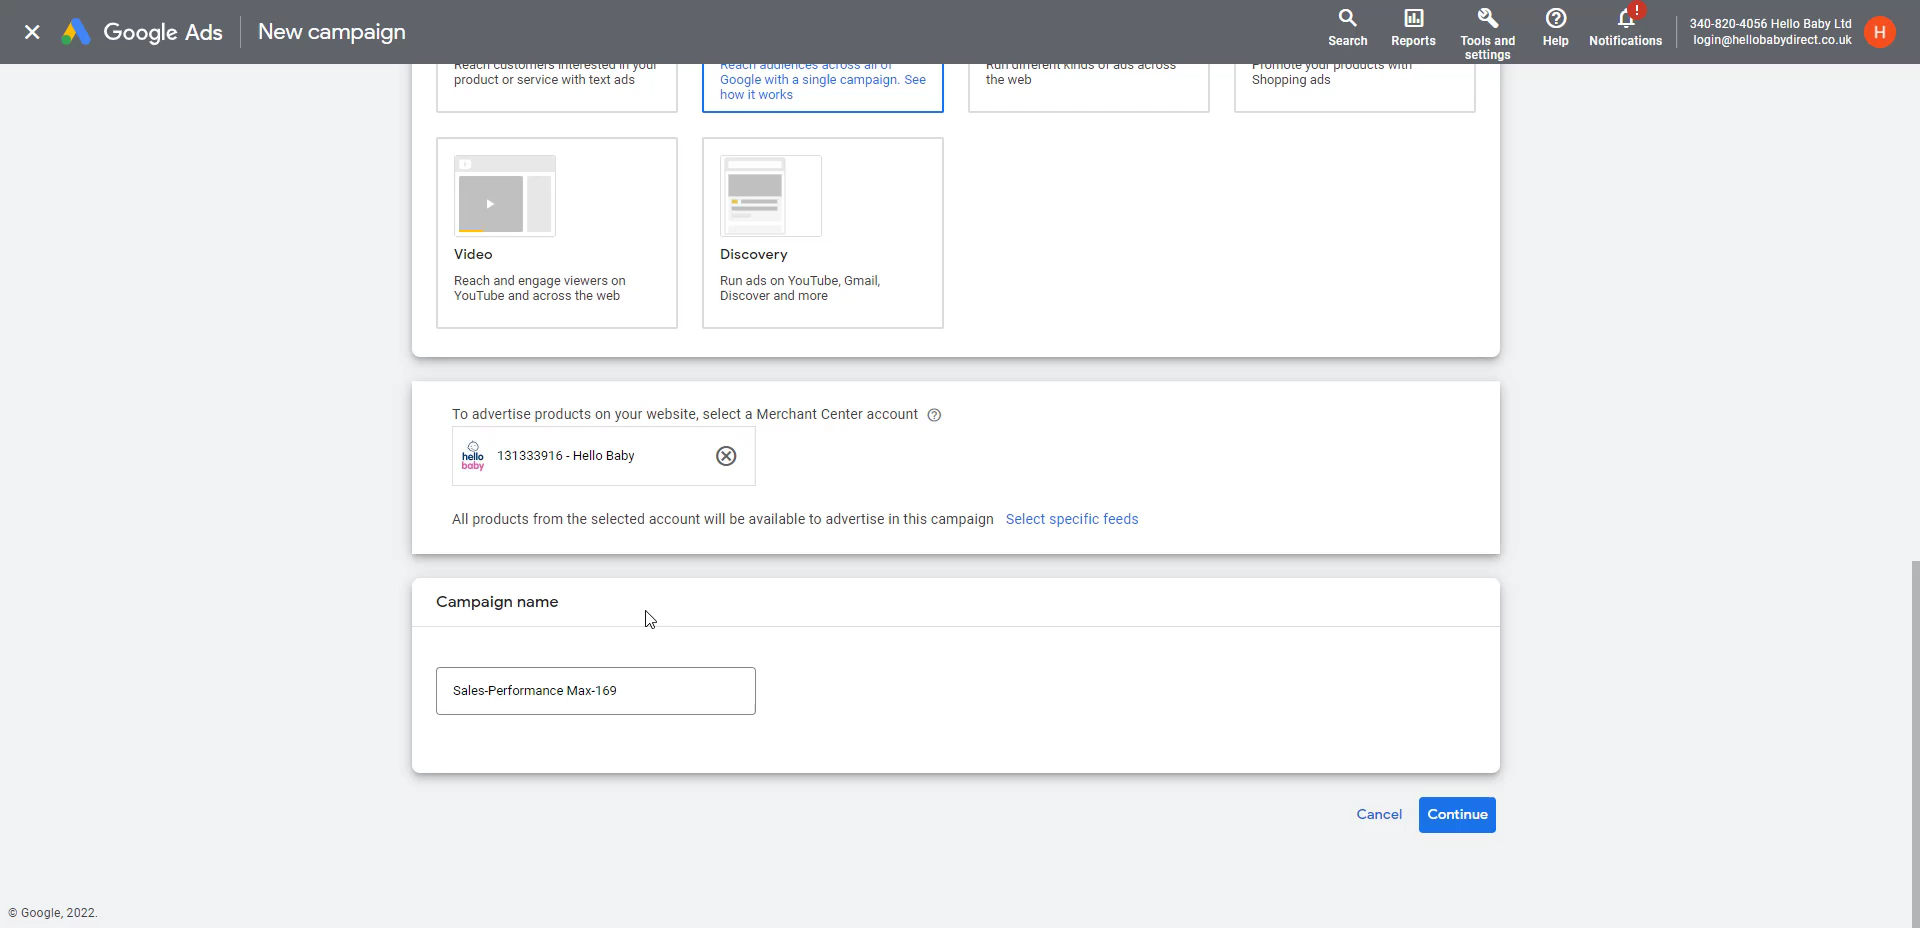 Google Ads
New campaign
Search
Reports
Tools and
settings
Help
!
Notifications
340-820-4056 Hello Baby Ltd
login@hellobabydirect.co.uk
H
Reach customers interested in your
product or service with text ads
Reach audiences across all of
Google with a single campaign. See
how it works
Run different kinds of ads across
the web
Promote your products with
Shopping ads
Video
Reach and engage viewers on
YouTube and across the web
Discovery
Run ads on YouTube, Gmail,
Discover and more
To advertise products on your website, select a Merchant Center account
hello
baby
131333916 - Hello Baby
All products from the selected account will be available to advertise in this campaign Select specific feeds
Campaign name
Sales-Performance Max-169
Cancel
Continue
© Google, 2022.